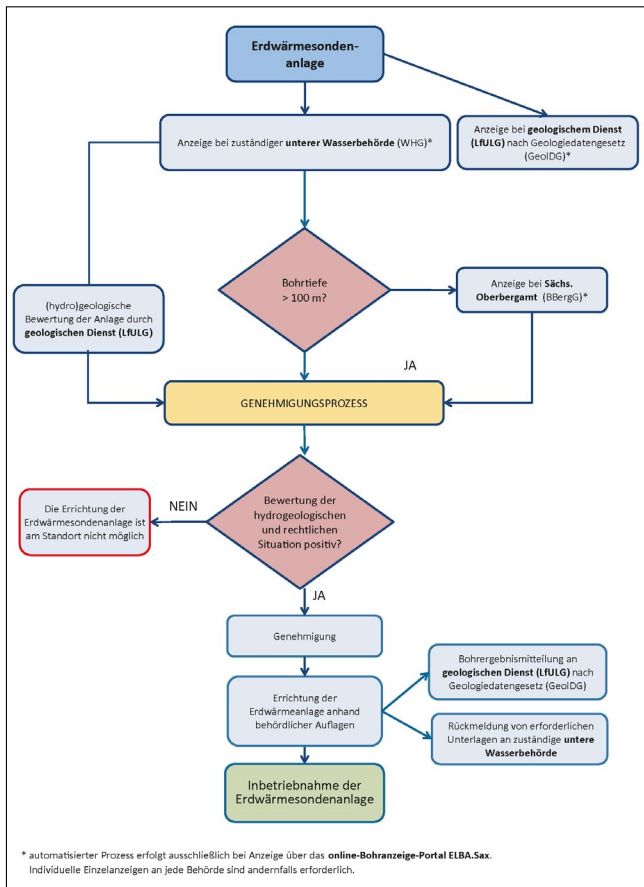 Erdwärmesonden-
anlage
Anzeige bei zuständiger unterer Wasserbehörde (WHG)*
Anzeige bei geologischem Dienst
(LfULG) nach Geologiedatengesetz
(GeolDG)*
Bohrtiefe
> 100 m?
Anzeige bei Sächs.
Oberbergamt (BBergG)*
(hydro)geologische
Bewertung der Anlage durch
geologischen Dienst (LfULG)
JA
GENEHMIGUNGSPROZESS
Bewertung der
hydrogeologischen
und rechtlichen
Situation positiv?
NEIN
Die Errichtung der
Erdwärmesondenanlage ist
am Standort nicht möglich
JA
Genehmigung
Errichtung der
Erdwärmeanlage anhand
behördlicher Auflagen
Bohrergebnismitteilung an
geologischen Dienst (LfULG) nach
Geologiedatengesetz (GeolDG)
Rückmeldung von erforderlichen
Unterlagen an zuständige untere
Wasserbehörde
Inbetriebnahme der
Erdwärmesondenanlage
* automatisierter Prozess erfolgt ausschließlich bei Anzeige über das online-Bohranzeige-Portal ELBA.Sax.
Individuelle Einzelanzeigen an jede Behörde sind andernfalls erforderlich.